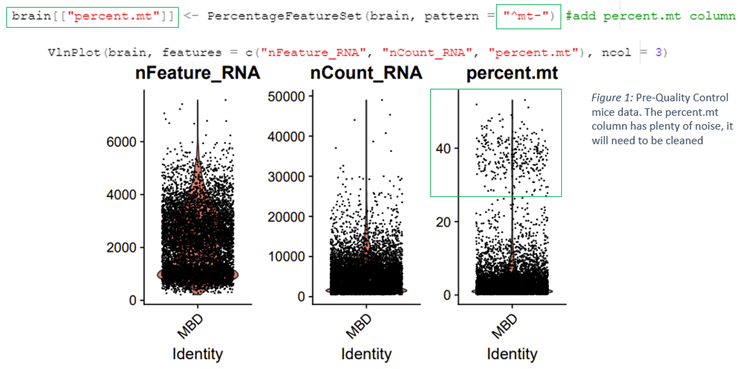 brain[["percent.mt"]] <- PercentageFeatureSet(brain, pattern = "^mt-") #add percent.mt column
VlnPlot(brain, features = c("nFeature_RNA", "nCount_RNA", "percent.mt"), ncol = 3)
nFeature_RNA nCount_RNA percent.mt
6000
4000
2000
0
MBD
Identity
50000
40000
30000
20000
10000
0
MBD
Identity
40
20
0
MBD
Identity
Figure 1: Pre-Quality Control
mice data. The percent.mt
column has plenty of noise, it
will need to be cleaned